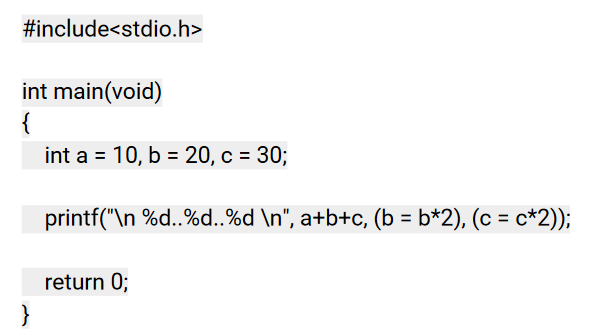 #include<stdio.h>
int main(void)
{
int a = 10, b = 20, c = 30;
printf("\n %d..%d..%d \n", a+b+c, (b = b*2), (c = c*2));
return 0;
}